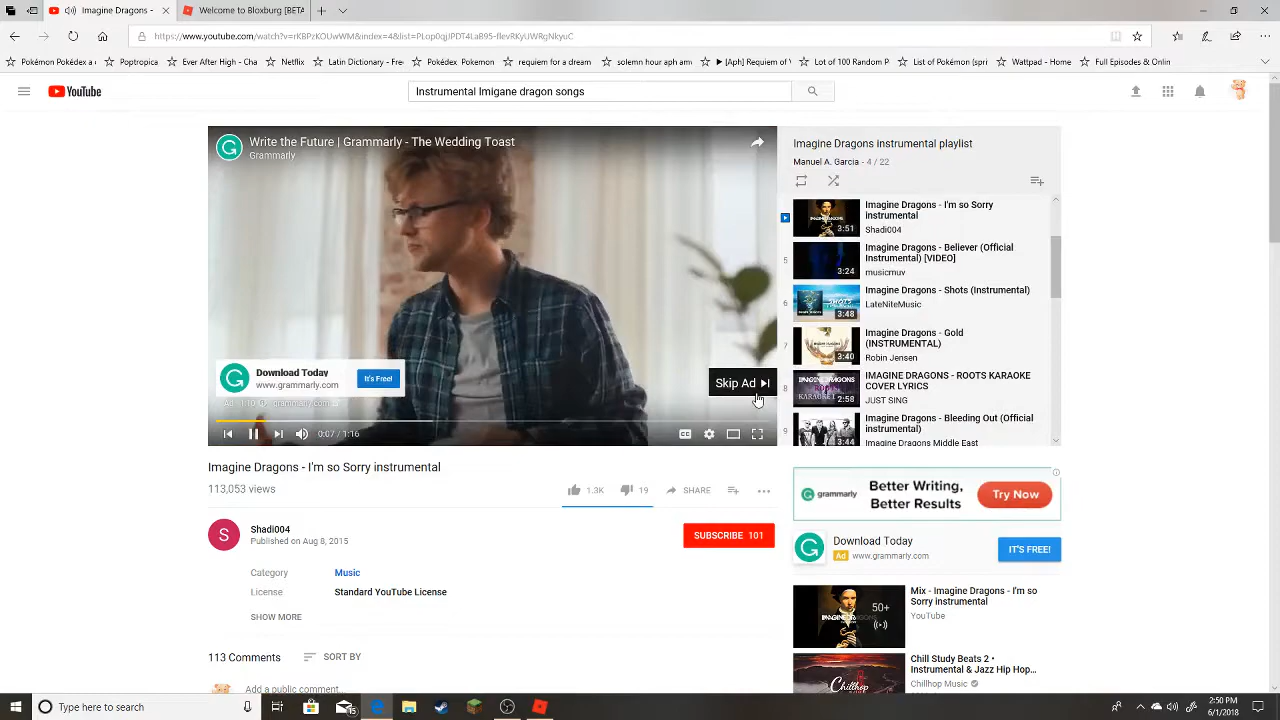 Imagine Dragons -
Welcome to Bloxburg [BETA
https://www.youtube.com/watch?v=rKBPzKOUwWM&index=4&list=PLop0qjJPDT4LaB95-flevRKyUWRgNkyuC
Pokémon Pokédex a
Poptropica
Ever After High - Cha
Netflix
Latin Dictionary - Fre
Pokédex Pokemon
requiem for a dream
solemn hour aph am
[Aph] Requiem of
Lot of 100 Random P
List of Pokémon (spri
Wattpad - Home
Full Episodes & Onlin
YouTube
Instrumental Imigane dragon songs
Write the Future | Grammarly - The Wedding Toast
Grammarly
Download Today
www.grammarly.com
It's Free!
Skip Ad
0:07 / 1:16
Imagine Dragons instrumental playlist
Manuel A. Garcia - 4 / 22
Imagine Dragons - I'm so Sorry
instrumental
Shadi004
3:51
5
Imagine Dragons - Believer (Official
Instrumental) [VIDEO]
musicmuv
3:24
6
Imagine Dragons - Shots (Instrumental)
LateNiteMusic
3:48
7
Imagine Dragons - Gold
(INSTRUMENTAL)
Robin Jensen
3:40
8
IMAGINE DRAGONS - ROOTS KARAOKE
COVER LYRICS
JUST SING
2:58
9
Imagine Dragons - Bleeding Out (Official
Instrumental)
Imagine Dragons Middle East
3:44
Imagine Dragons - I'm so Sorry instrumental
113,053 views
1.3K
19
SHARE
S
Shadi004
Published on Aug 8, 2015
SUBSCRIBE 101
Category
Music
License
Standard YouTube License
SHOW MORE
113 Comments
SORT BY
Add a public comment...
grammarly
Better Writing,
Better Results
Try Now
Download Today
Ad
www.grammarly.com
IT'S FREE!
50+
Mix - Imagine Dragons - I'm so
Sorry instrumental
YouTube
Chillhop
Chill Study Beats 2 •
Instrumental & Jazz Hip Hop...
Chillhop Music
Type here to search
2:50 PM
6/1/2018